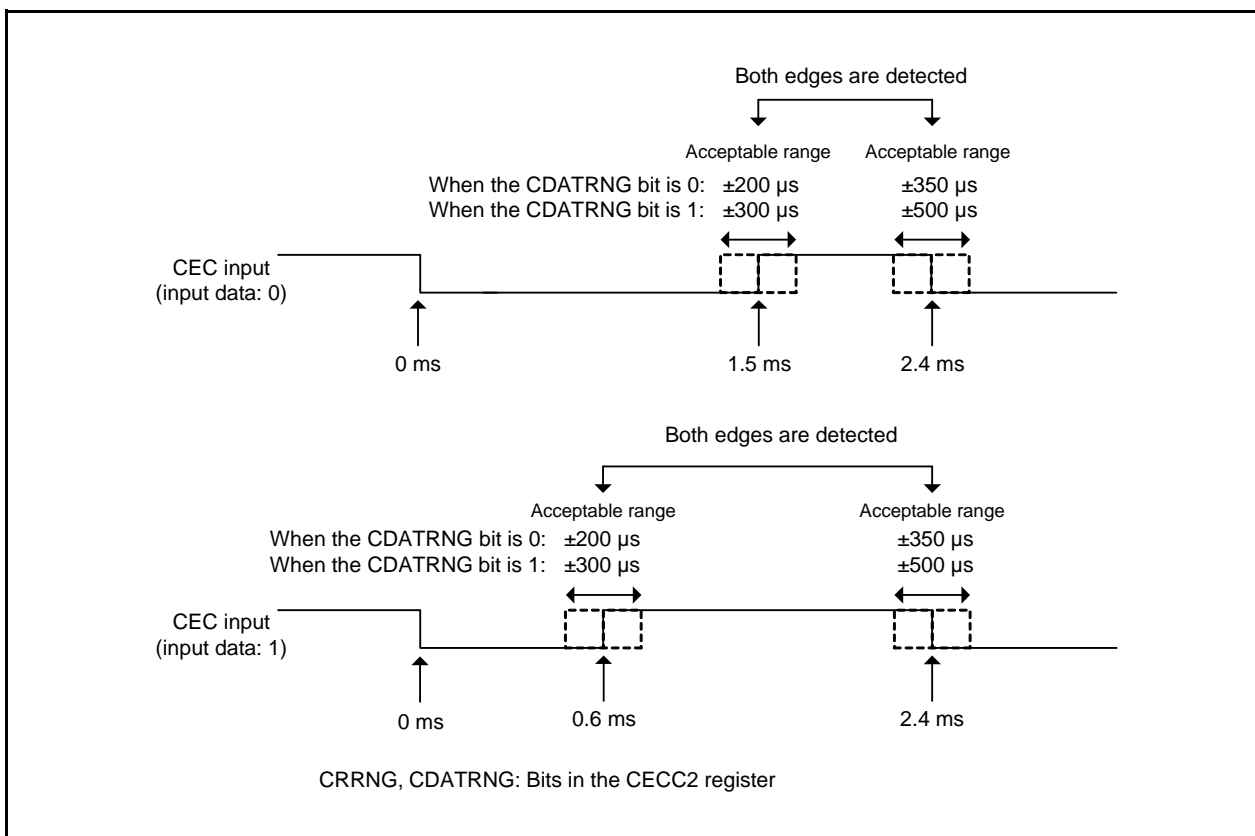 Both edges are detected
Acceptable range Acceptable range
When the CDATRNG bit is 0: ±200 µs ±350 µs
When the CDATRNG bit is 1: ±300 µs ±500 µs
CEC input
(input data: 0)
0 ms 1.5 ms 2.4 ms
Both edges are detected
Acceptable range Acceptable range
When the CDATRNG bit is 0: ±200 µs ±350 µs
When the CDATRNG bit is 1: ±300 µs ±500 µs
CEC input
(input data: 1)
0 ms 0.6 ms 2.4 ms
CRRNG, CDATRNG: Bits in the CECC2 register